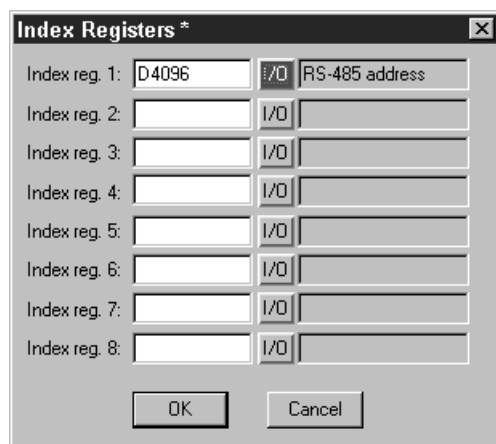 Index Registers *
Index reg. 1: D4096 I/O RS-485 address
Index reg. 2: I/O
Index reg. 3: I/O
Index reg. 4: I/O
Index reg. 5: I/O
Index reg. 6: I/O
Index reg. 7: I/O
Index reg. 8: I/O
OK Cancel